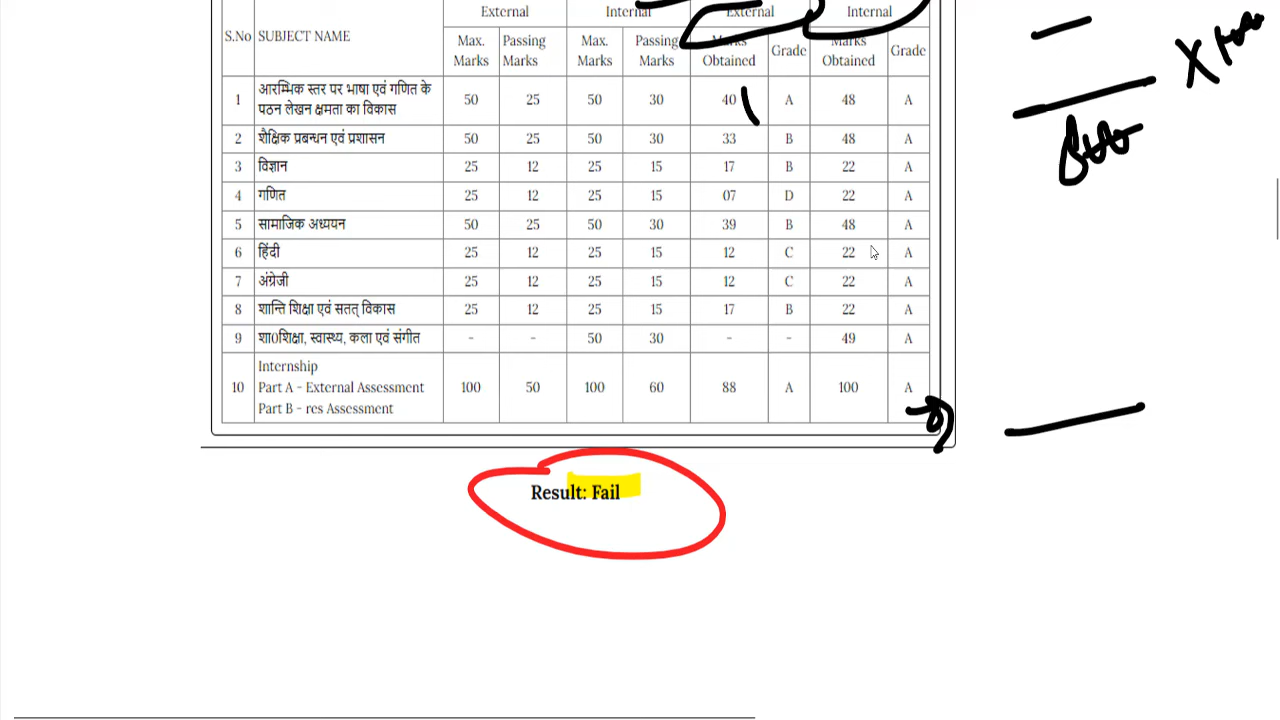 External Internal External Internal
S.No SUBJECT NAME Max. Marks Passing Marks Max. Marks Passing Marks Marks Obtained Grade Marks Obtained Grade
1 आरम्भिक स्तर पर भाषा एवं गणित के पठन लेखन क्षमता का विकास 50 25 50 30 40 A 48 A
2 शैक्षिक प्रबन्धन एवं प्रशासन 50 25 50 30 33 B 48 A
3 विज्ञान 25 12 25 15 17 B 22 A
4 गणित 25 12 25 15 07 D 22 A
5 सामाजिक अध्ययन 50 25 50 30 39 B 48 A
6 हिंदी 25 12 25 15 12 C 22 A
7 अंग्रेजी 25 12 25 15 12 C 22 A
8 शान्ति शिक्षा एवं सतत् विकास 25 12 25 15 17 B 22 A
9 शा0शिक्षा, स्वास्थ्य, कला एवं संगीत - - 50 30 - - 49 A
10 Internship Part A - External Assessment Part B - res Assessment 100 50 100 60 88 A 100 A
Result: Fail